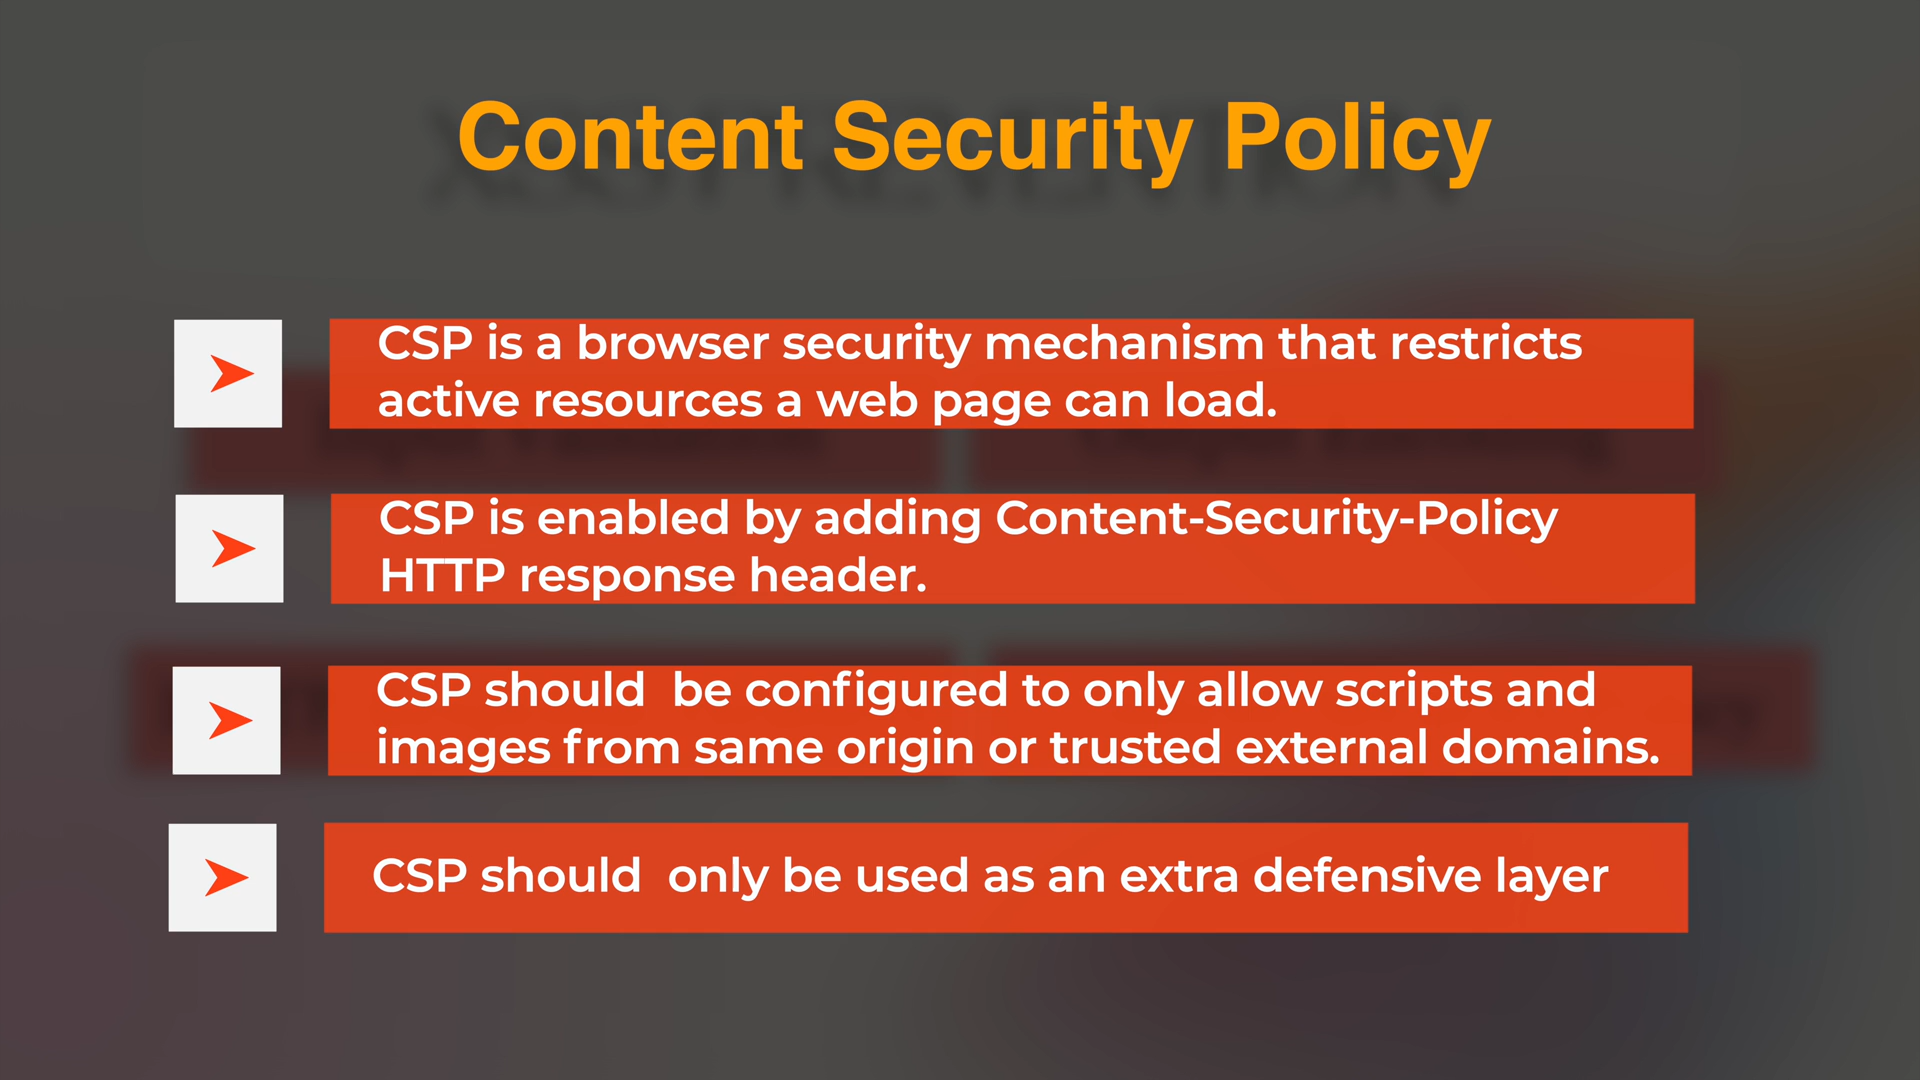 Content Security Policy
CSP is a browser security mechanism that restricts
active resources a web page can load.
CSP is enabled by adding Content-Security-Policy
HTTP response header.
CSP should  be configured to only allow scripts and
images from same origin or trusted external domains.
CSP should  only be used as an extra defensive layer